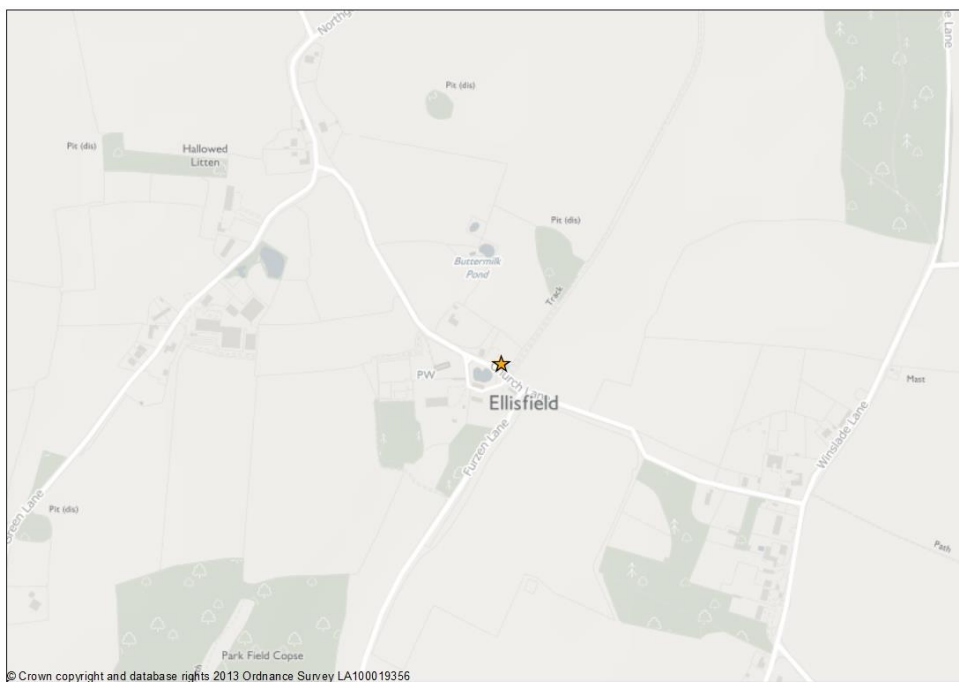 Northg
e Lane
Pit (dis)
Pit (dis)
Hallowed
Litten
Pit (dis)
Buttermilk
Pond
Track
PW
Church Lane
Ellisfield
Mast
Furzen Lane
Winslade Lane
Green Lane
Pit (dis)
Path
Park Field Copse
© Crown copyright and database rights 2013 Ordnance Survey LA100019356